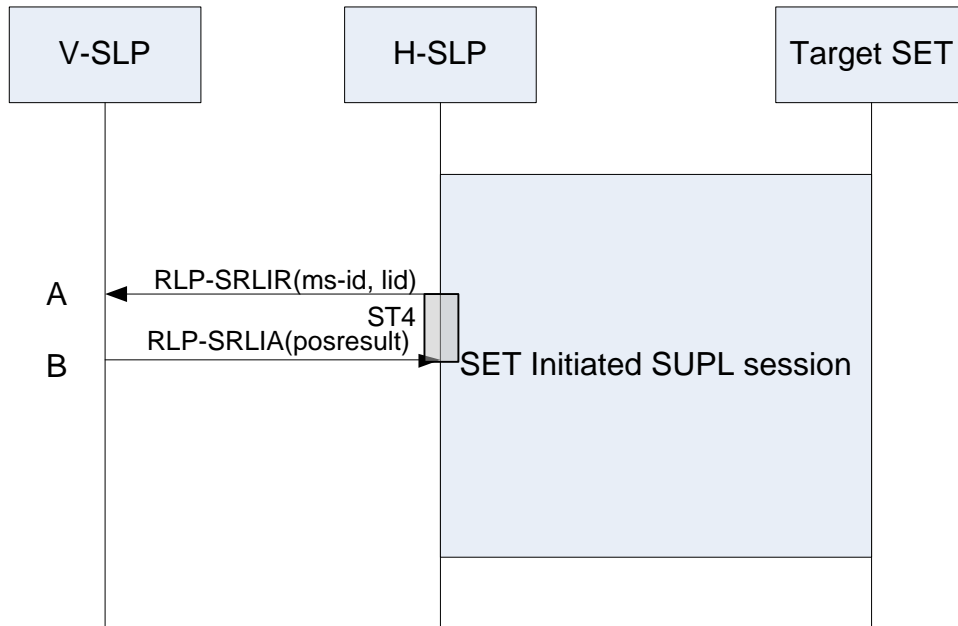 V-SLP
H-SLP
Target SET
A
RLP-SRLIR(ms-id, lid)
ST4
RLP-SRLIA(posresult)
B
SET Initiated SUPL session